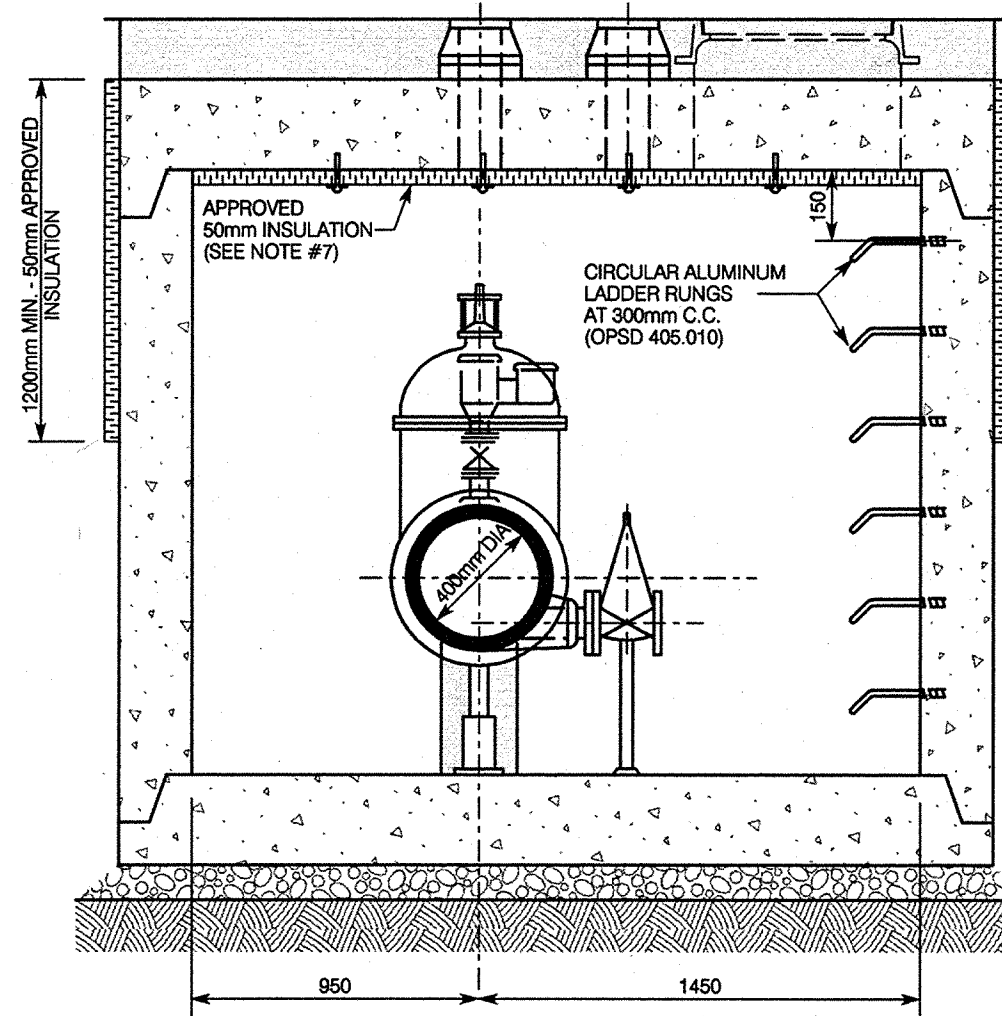 1200mm MIN. - 50mm APPROVED
INSULATION
APPROVED
50mm INSULATION
(SEE NOTE #7)
150
CIRCULAR ALUMINUM
LADDER RUNGS
AT 300mm C.C.
(OPSD 405.010)
400mm DIA
950
1450